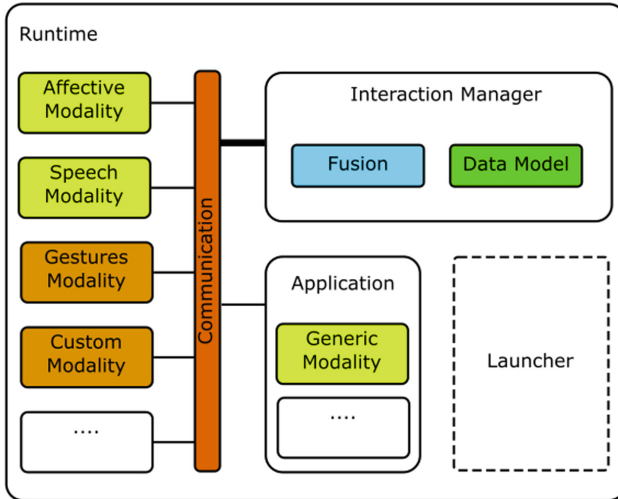 Runtime
Affective
Modality
Speech
Modality
Gestures
Modality
Custom
Modality
....
Communication
Interaction Manager
Fusion
Data Model
Application
Generic
Modality
....
Launcher